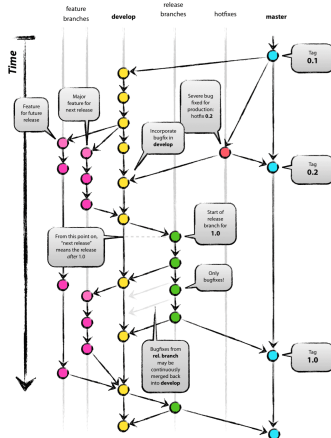 feature
branches
develop
release
branches
hotfixes
master
Time
Tag
0.1
Major
feature for
next release
Feature
for future
release
Severe bug
fixed for
production:
hotfix 0.2
Incorporate
bugfix in
develop
Tag
0.2
Start of
release
branch for
1.0
From this point on,
"next release"
means the release
after 1.0
Only
bugfixes!
Bugfixes from
rel. branch
may be
continuously
merged back
into develop
Tag
1.0